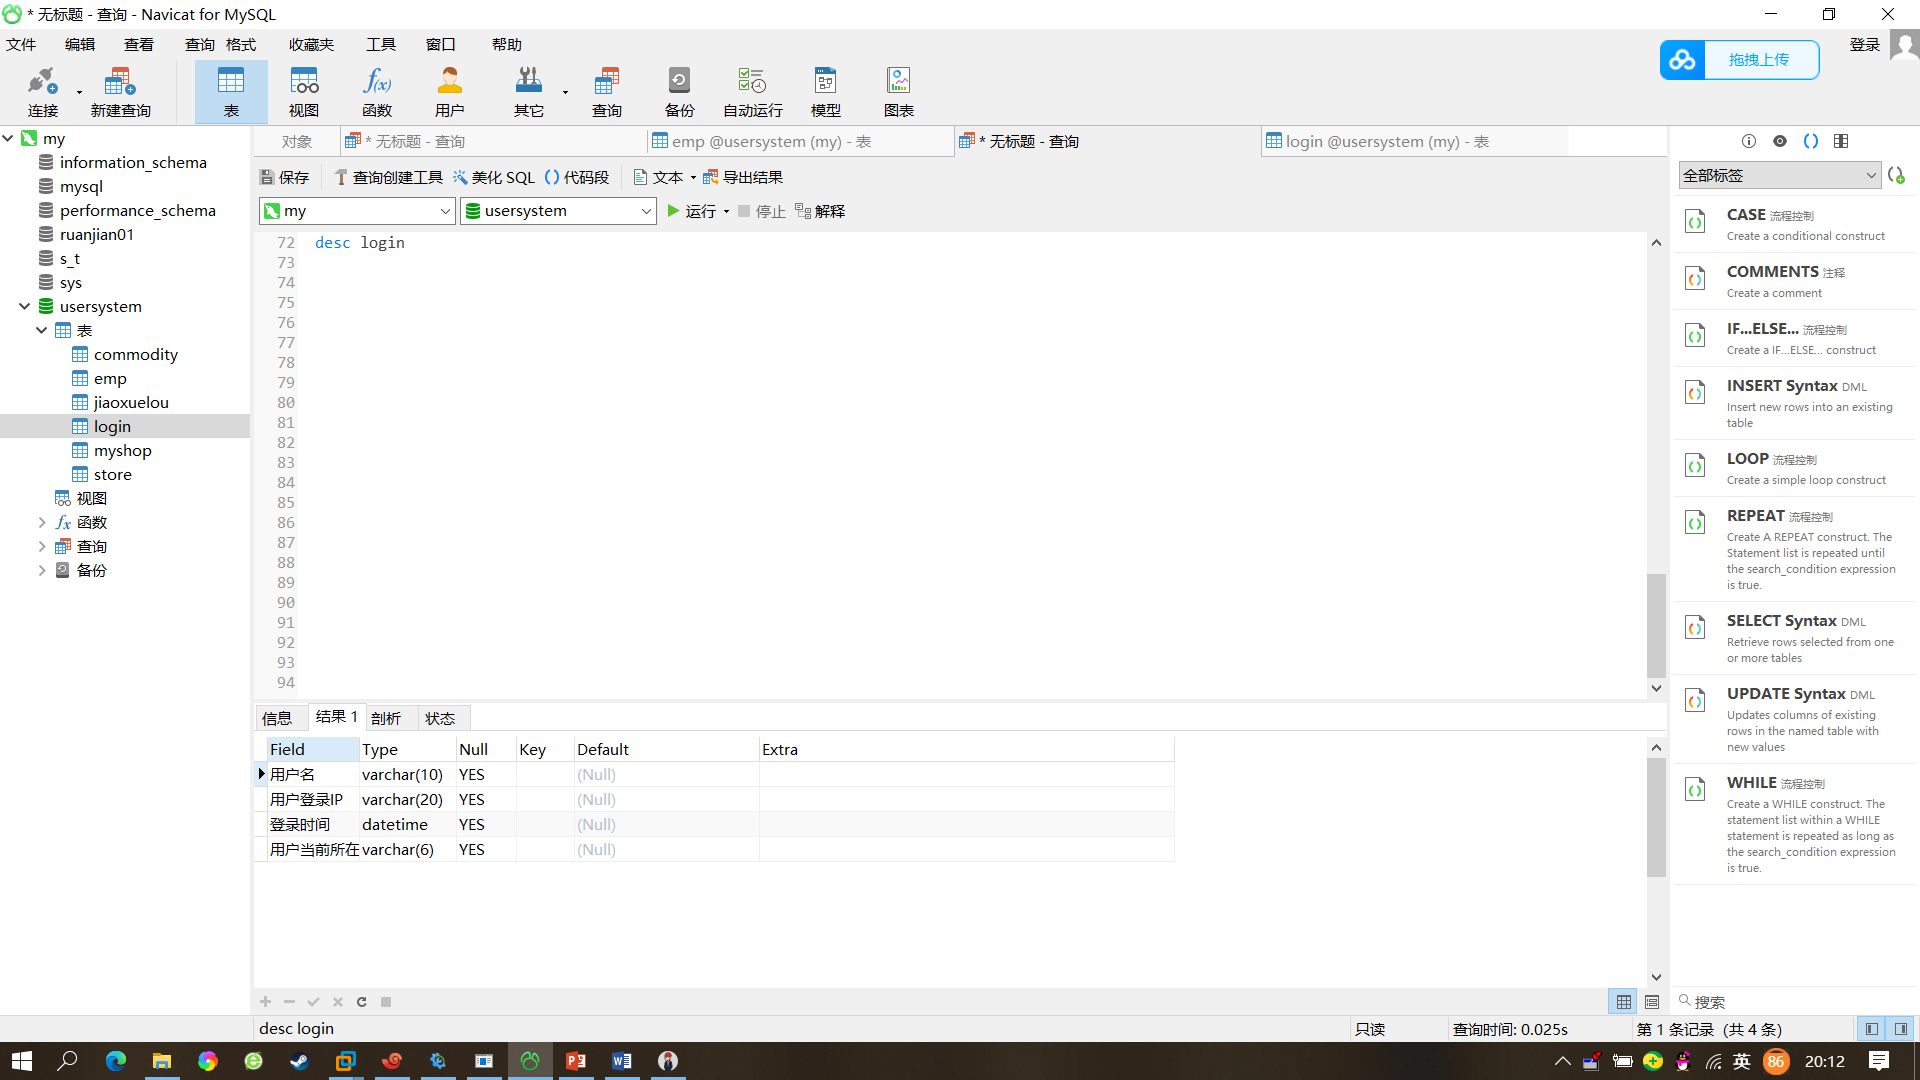 * 无标题 - 查询 - Navicat for MySQL
文件 编辑 查看 查询 格式 收藏夹 工具 窗口 帮助 登录
拖拽上传
连接 新建查询 表 视图 函数 用户 其它 查询 备份 自动运行 模型 图表
my
information_schema
mysql
performance_schema
ruanjian01
s_t
sys
usersystem
表
commodity
emp
jiaoxuelou
login
myshop
store
视图
函数
查询
备份
对象 * 无标题 - 查询 emp @usersystem (my) - 表 * 无标题 - 查询 login @usersystem (my) - 表
保存 查询创建工具 美化 SQL 代码段 文本 导出结果
my usersystem 运行 停止 解释
72 desc login
73
74
75
76
77
78
79
80
81
82
83
84
85
86
87
88
89
90
91
92
93
94
信息 结果 1 剖析 状态
Field Type Null Key Default Extra
用户名 varchar(10) YES (Null)
用户登录IP varchar(20) YES (Null)
登录时间 datetime YES (Null)
用户当前所在 varchar(6) YES (Null)
全部标签
CASE 流程控制
Create a conditional construct
COMMENTS 注释
Create a comment
IF...ELSE... 流程控制
Create a IF...ELSE... construct
INSERT Syntax DML
Insert new rows into an existing
table
LOOP 流程控制
Create a simple loop construct
REPEAT 流程控制
Create A REPEAT construct. The
Statement list is repeated until
the search_condition expression
is true.
SELECT Syntax DML
Retrieve rows selected from one
or more tables
UPDATE Syntax DML
Updates columns of existing
rows in the named table with
new values
WHILE 流程控制
Create a WHILE construct. The
statement list within a WHILE
statement is repeated as long as
the search_condition expression
is true.
搜索
desc login 只读 查询时间: 0.025s 第 1 条记录 (共 4 条)
英 86 20:12